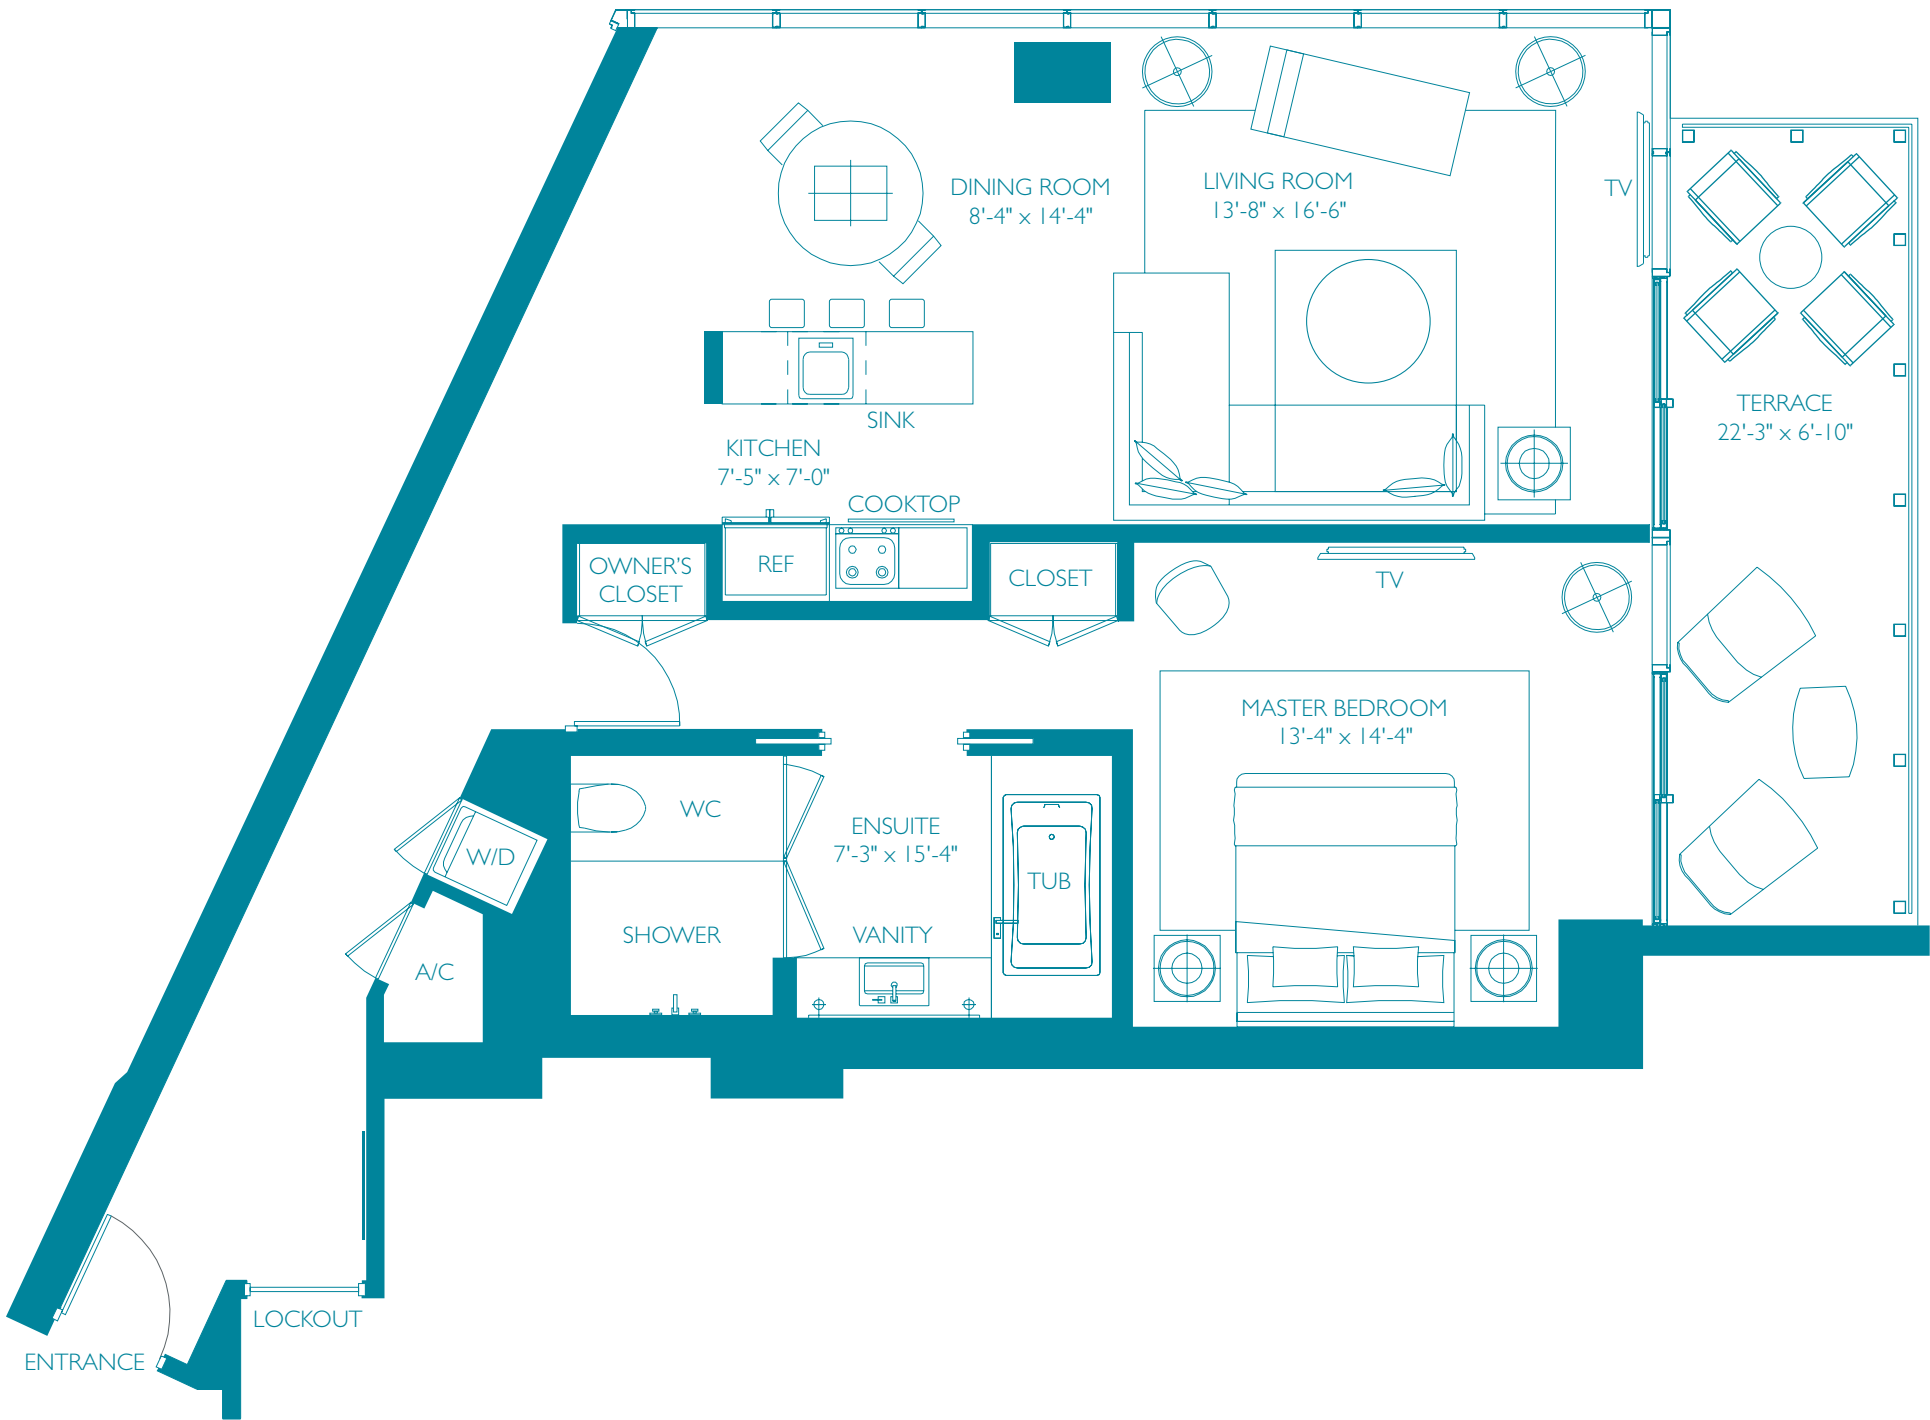 DINING ROOM
8'-4" x 14'-4"
LIVING ROOM
13'-8" x 16'-6"
TV
TERRACE
22'-3" x 6'-10"
SINK
KITCHEN
7'-5" x 7'-0"
COOKTOP
OWNER'S
CLOSET
REF
CLOSET
TV
MASTER BEDROOM
13'-4" x 14'-4"
WC
ENSUITE
7'-3" x 15'-4"
W/D
TUB
SHOWER
VANITY
A/C
LOCKOUT
ENTRANCE